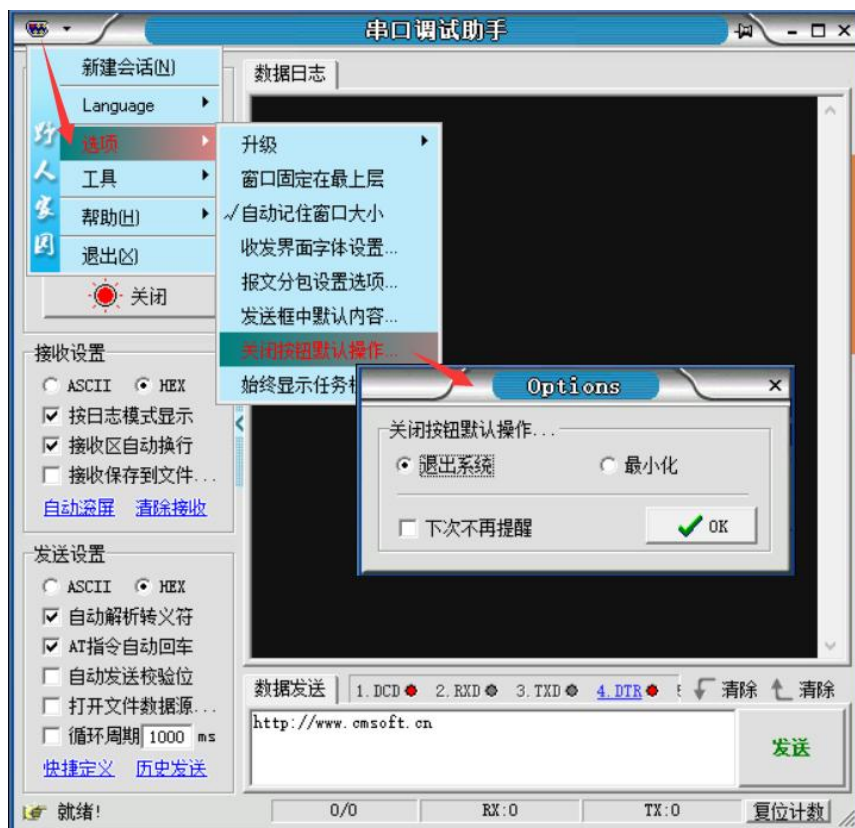 串口调试助手
新建会话(N)
Language
选项
工具
帮助(H)
退出(X)
野人家园
升级
窗口固定在最上层
自动记住窗口大小
收发界面字体设置...
报文分包设置选项...
发送框中默认内容...
关闭按钮默认操作...
始终显示任务
关闭
数据日志
接收设置
ASCII HEX
按日志模式显示
接收区自动换行
接收保存到文件...
自动滚屏 清除接收
Options
关闭按钮默认操作...
退出系统 最小化
下次不再提醒 OK
发送设置
ASCII HEX
自动解析转义符
AT指令自动回车
自动发送校验位
打开文件数据源...
循环周期 1000 ms
快捷定义 历史发送
数据发送 1.DCD 2.RXD 3.TXD 4.DTR 清除 清除
http://www.cmsoft.cn
发送
就绪! 0/0 RX:0 TX:0 复位计数